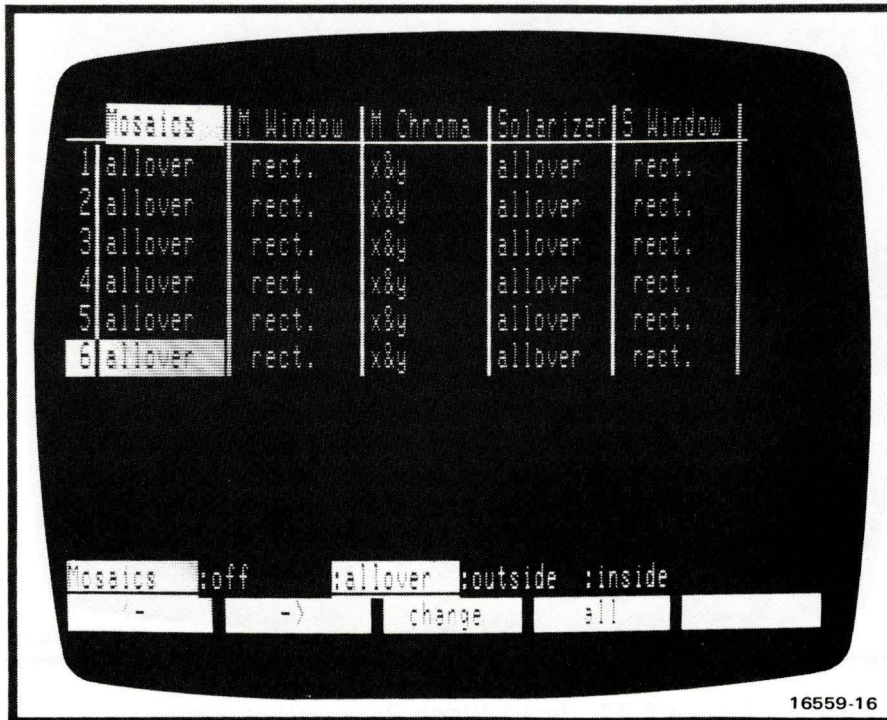 Mosaics M Window M Chroma Solarizer S Window
1 allover rect. x&y allover rect.
2 allover rect. x&y allover rect.
3 allover rect. x&y allover rect.
4 allover rect. x&y allover rect.
5 allover rect. x&y allover rect.
6 allover rect. x&y allover rect.
Mosaics :off :allover :outside :inside
<- -> change all
16559-16